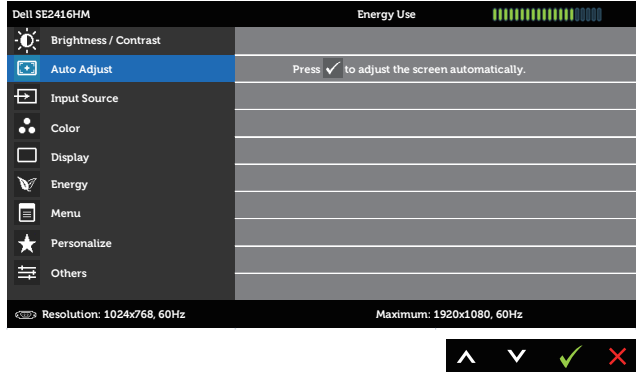 Dell SE2416HM Energy Use
Brightness / Contrast
Auto Adjust Press to adjust the screen automatically.
Input Source
Color
Display
Energy
Menu
Personalize
Others
Resolution: 1024x768, 60Hz Maximum: 1920x1080, 60Hz